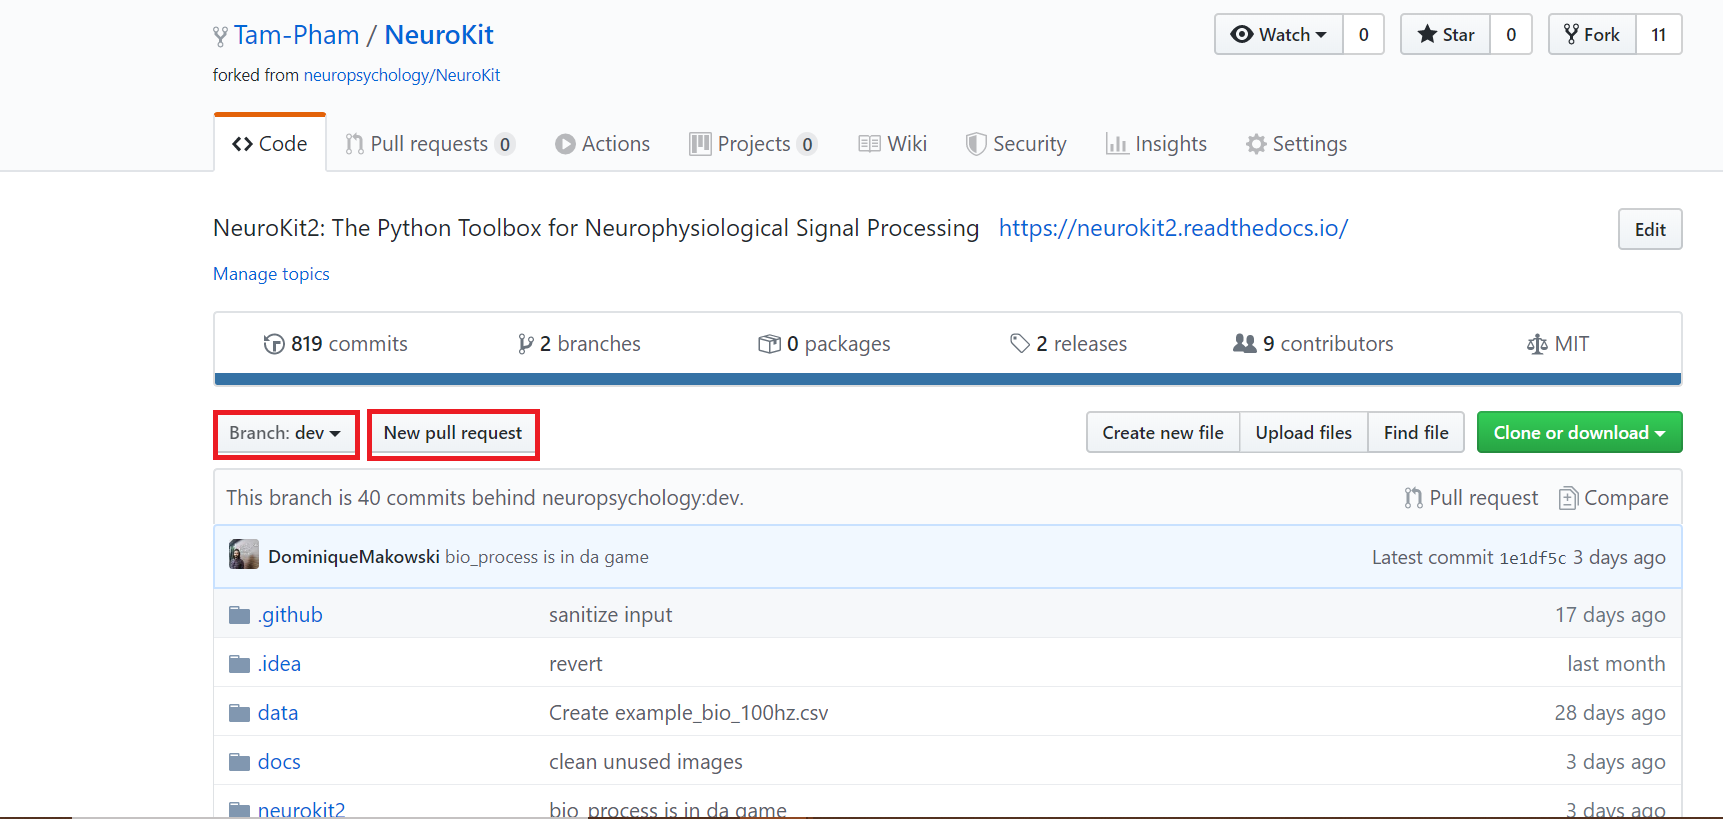 Tam-Pham / NeuroKit
Watch 0 Star 0 Fork 11
forked from neuropsychology/NeuroKit
Code Pull requests 0 Actions Projects 0 Wiki Security Insights Settings
NeuroKit2: The Python Toolbox for Neurophysiological Signal Processing https://neurokit2.readthedocs.io/ Edit
Manage topics
819 commits 2 branches 0 packages 2 releases 9 contributors MIT
Branch: dev New pull request Create new file Upload files Find file Clone or download
This branch is 40 commits behind neuropsychology:dev. Pull request Compare
DominiqueMakowski bio_process is in da game Latest commit 1e1df5c 3 days ago
.github sanitize input 17 days ago
.idea revert last month
data Create example_bio_100hz.csv 28 days ago
docs clean unused images 3 days ago
neurokit2 bio_process is in da game 3 days ago